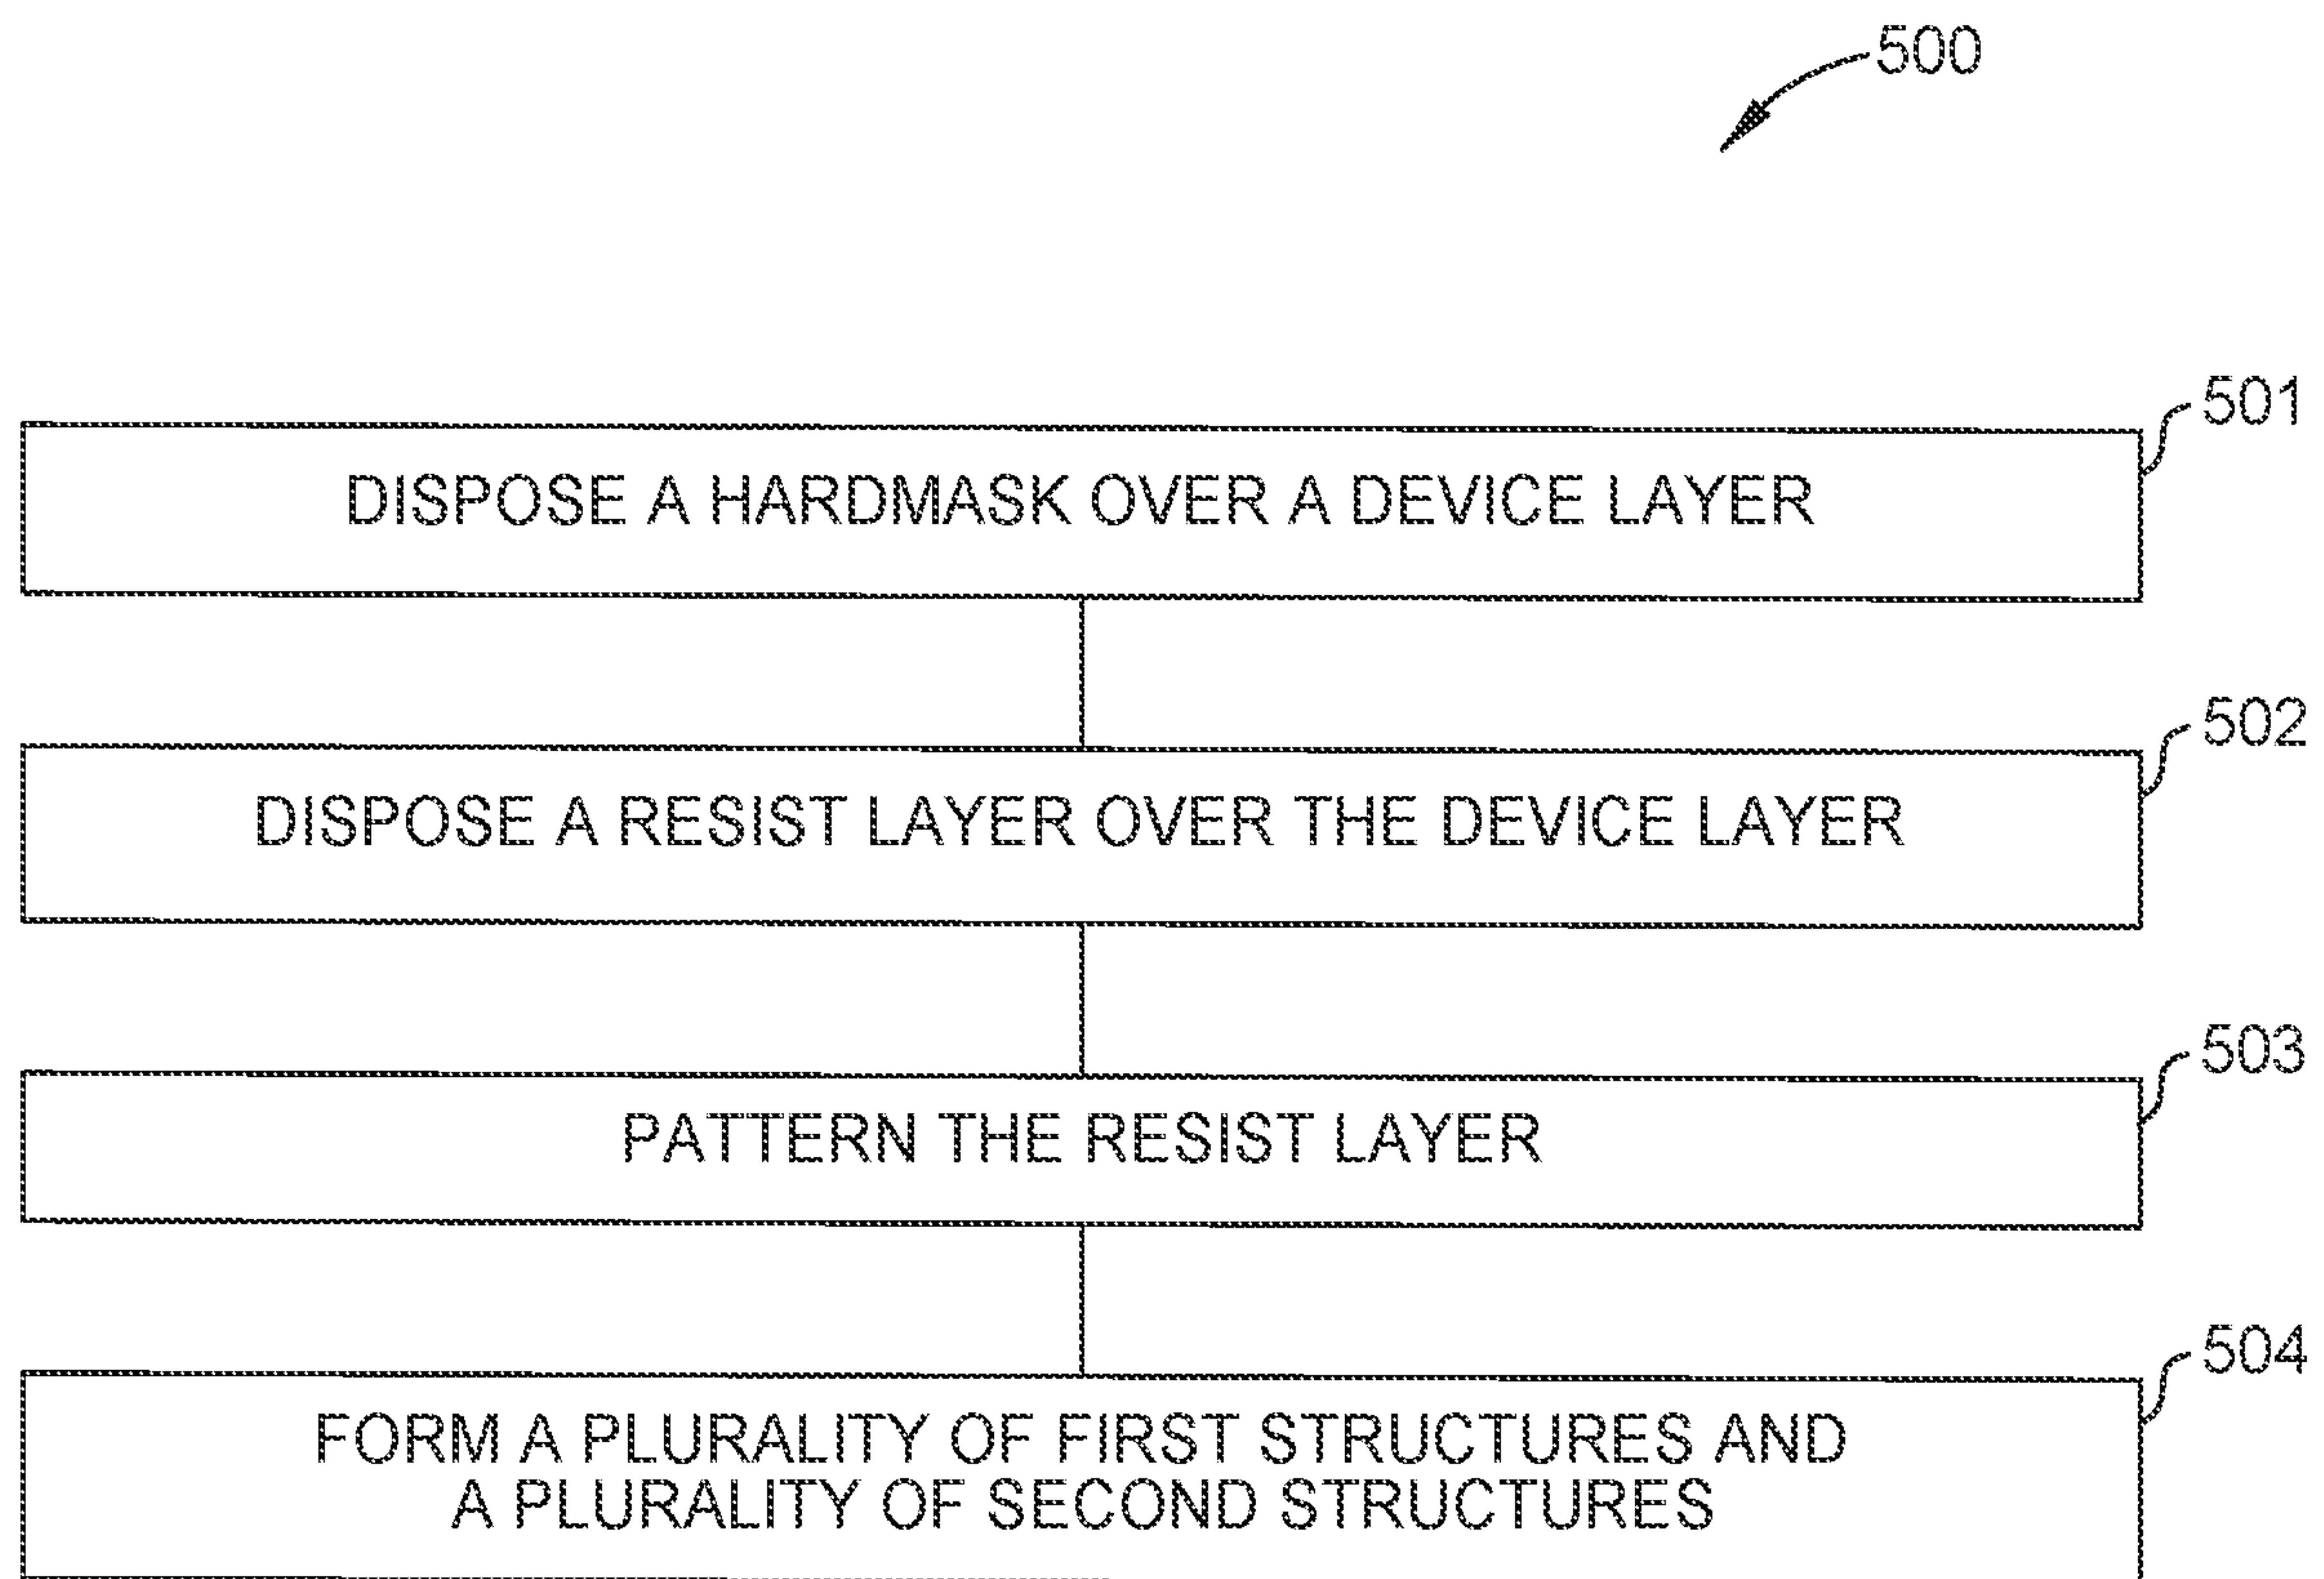 500
501
DISPOSE A HARDMASK OVER A DEVICE LAYER
502
DISPOSE A RESIST LAYER OVER THE DEVICE LAYER
503
PATTERN THE RESIST LAYER
504
FORM A PLURALITY OF FIRST STRUCTURES AND
A PLURALITY OF SECOND STRUCTURES